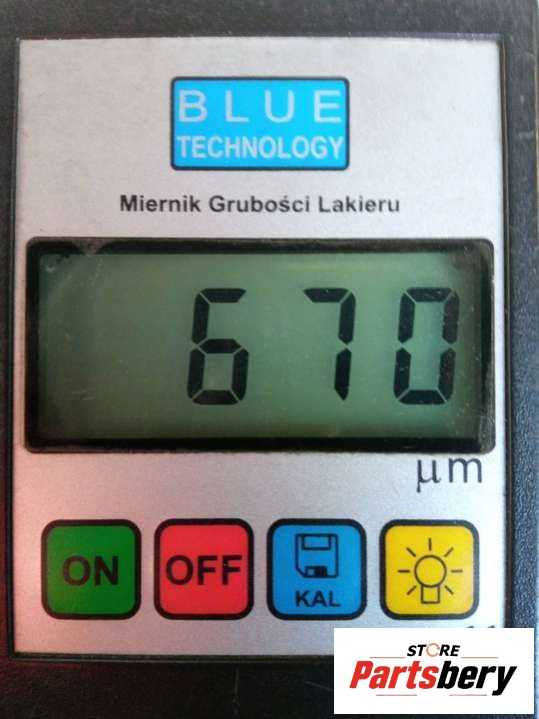 BLUE
TECHNOLOGY
Miernik Grubości Lakieru
670
µm
ON
OFF
KAL
STORE
Partsbery